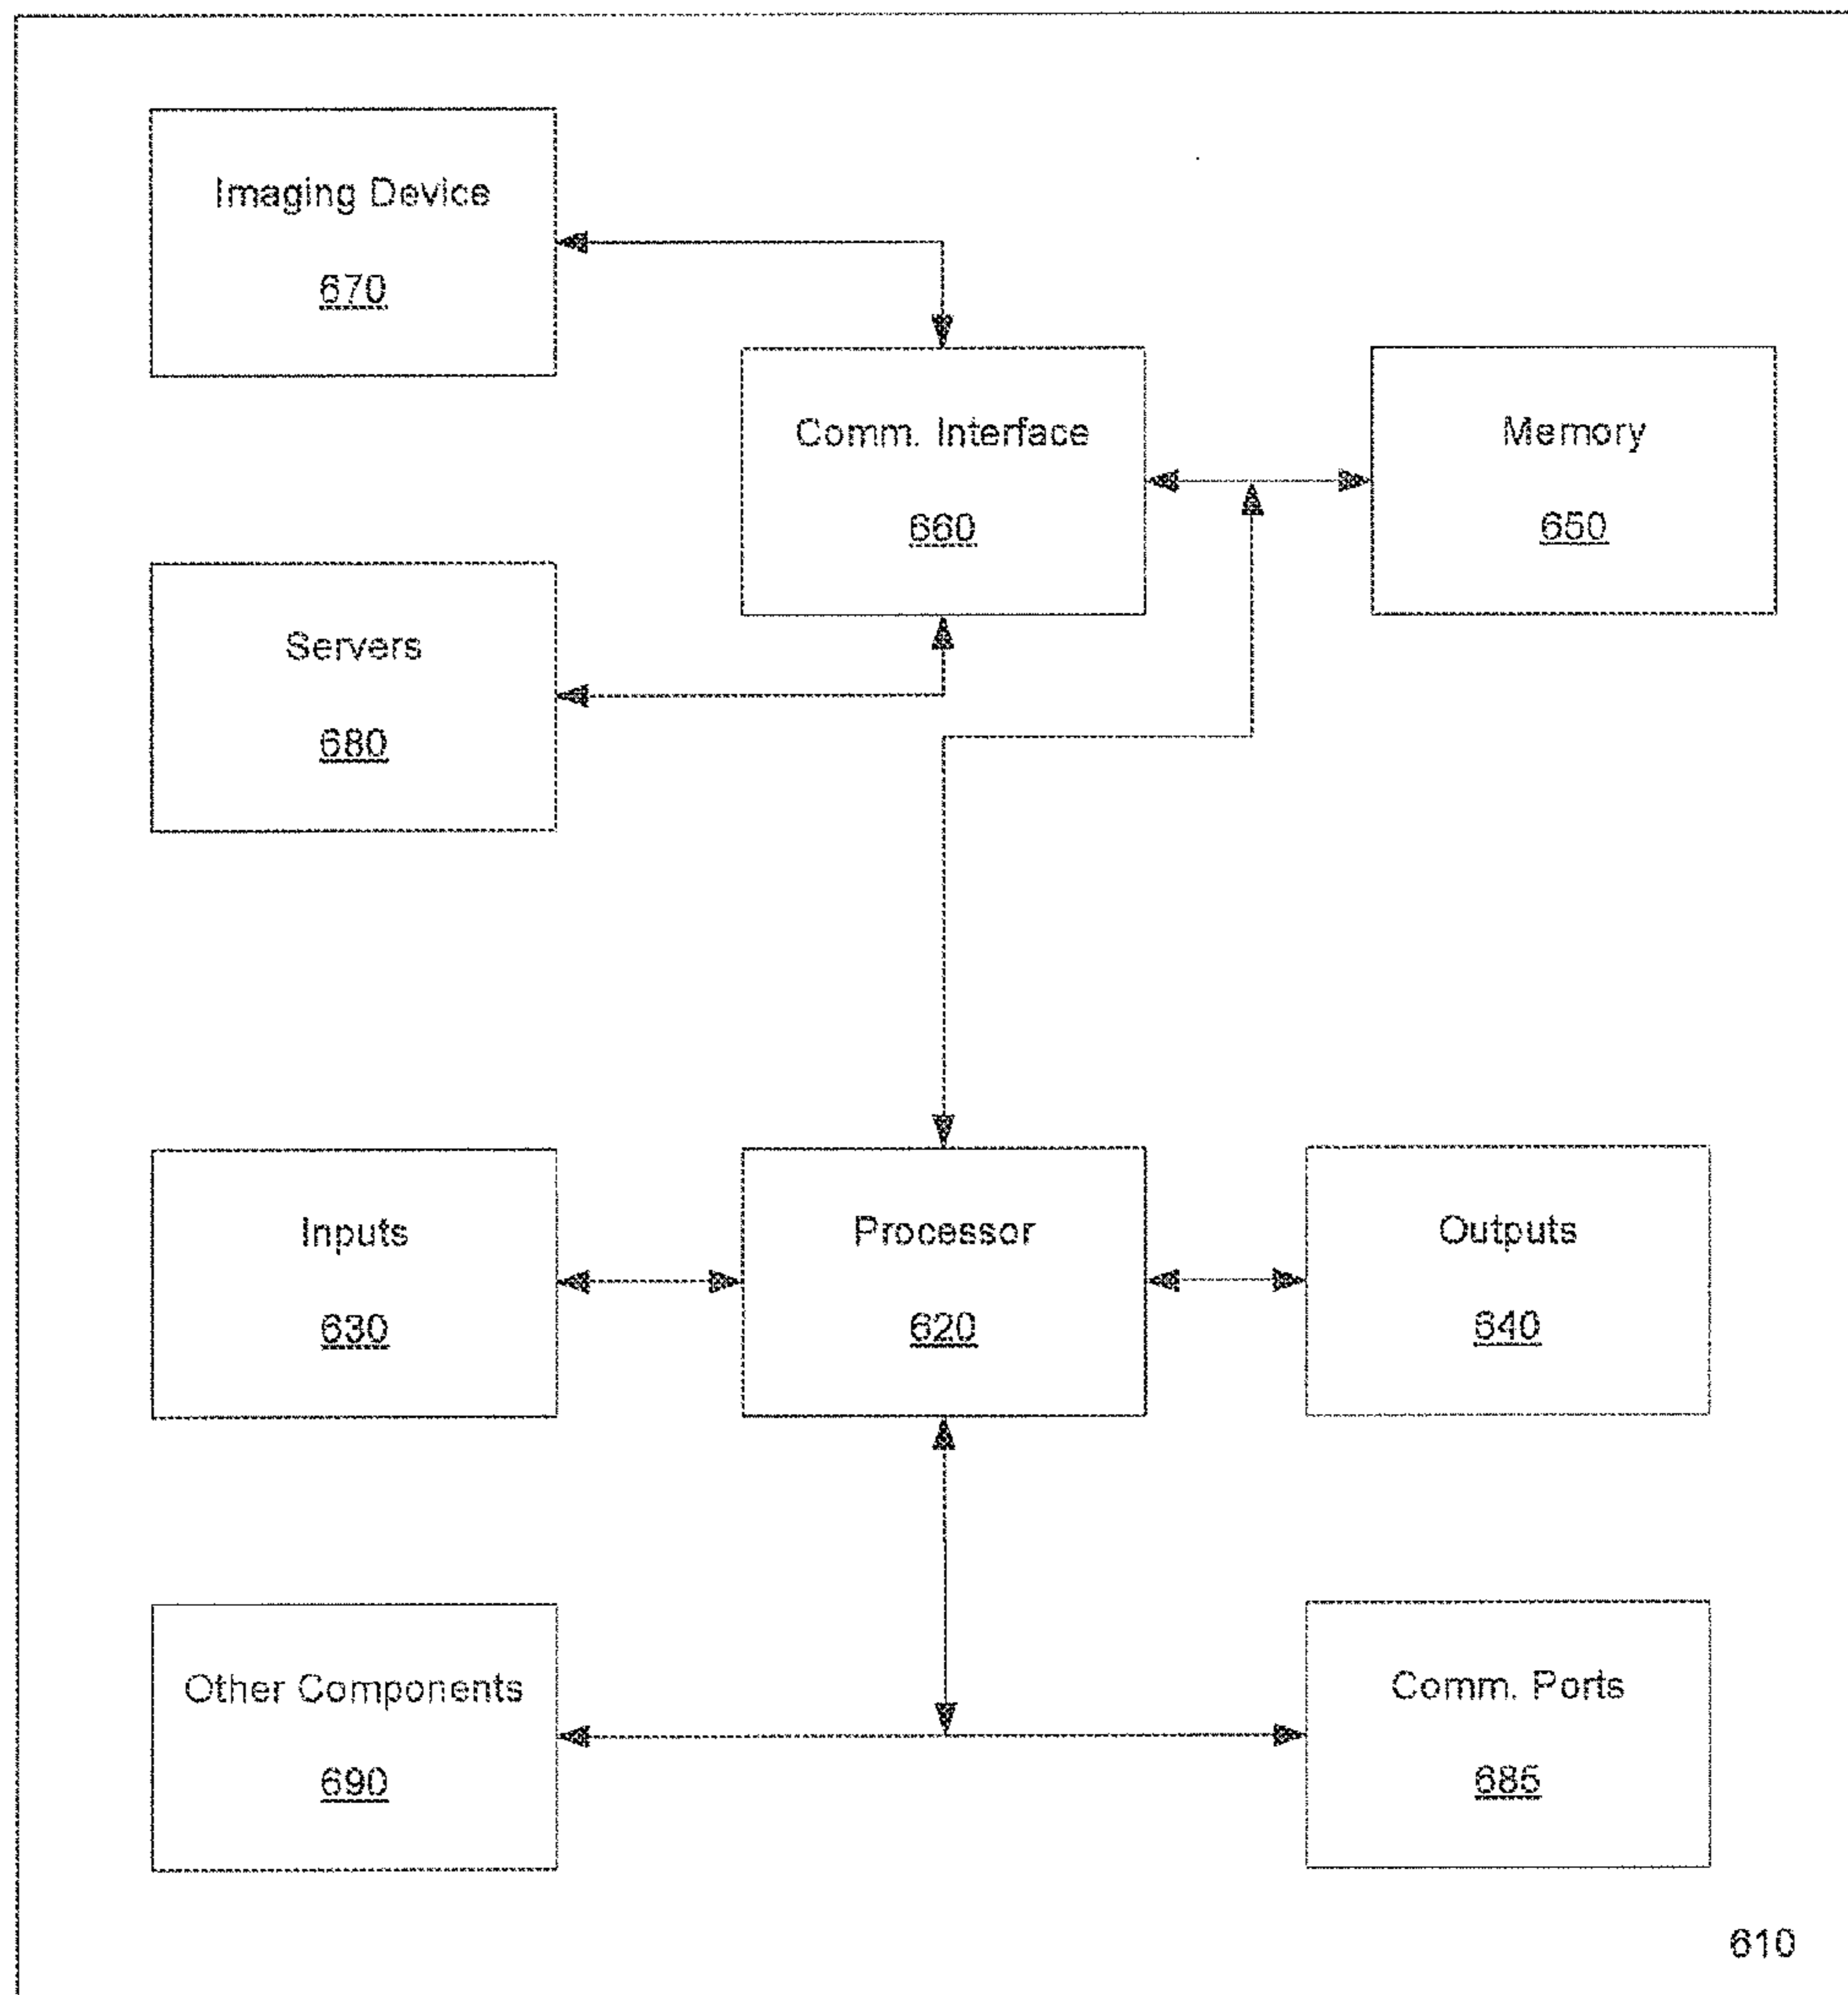 Imaging Device
670
Comm. Interface
660
Memory
650
Servers
680
Inputs
630
Processor
620
Outputs
640
Other Components
690
Comm. Ports
685
610